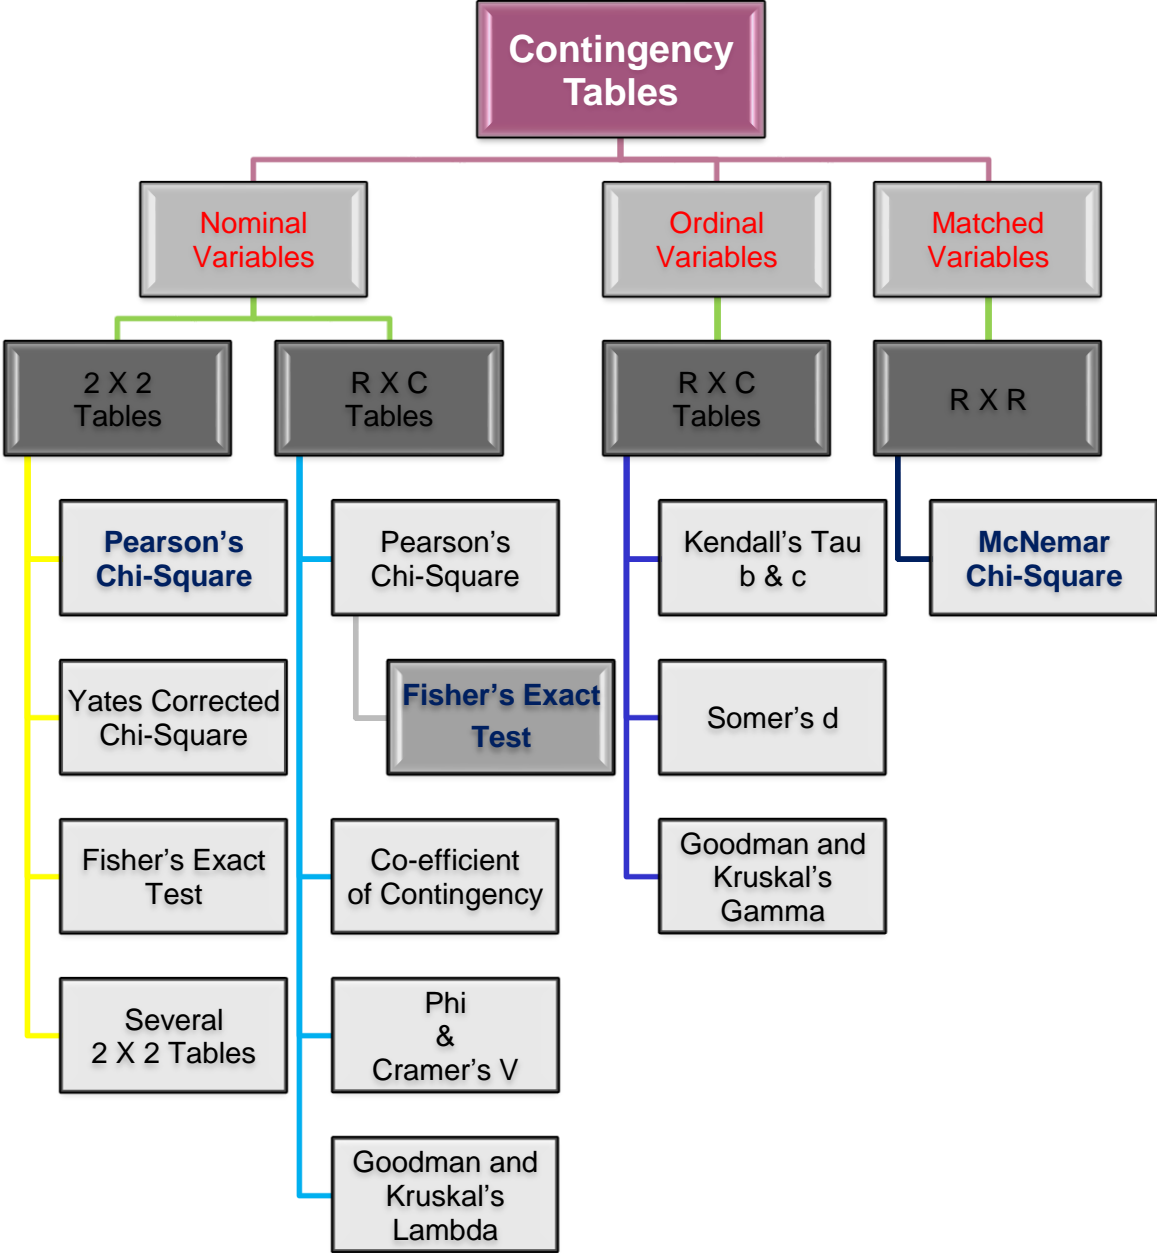 Contingency
Tables
Nominal
Variables
Ordinal
Variables
Matched
Variables
2 X 2
Tables
R X C
Tables
R X C
Tables
R X R
Pearson’s
Chi-Square
Pearson’s
Chi-Square
Kendall’s Tau
b & c
McNemar
Chi-Square
Yates Corrected
Chi-Square
Fisher’s Exact
Test
Somer’s d
Fisher’s Exact
Test
Co-efficient
of Contingency
Goodman and
Kruskal’s
Gamma
Several
2 X 2 Tables
Phi
&
Cramer’s V
Goodman and
Kruskal’s
Lambda